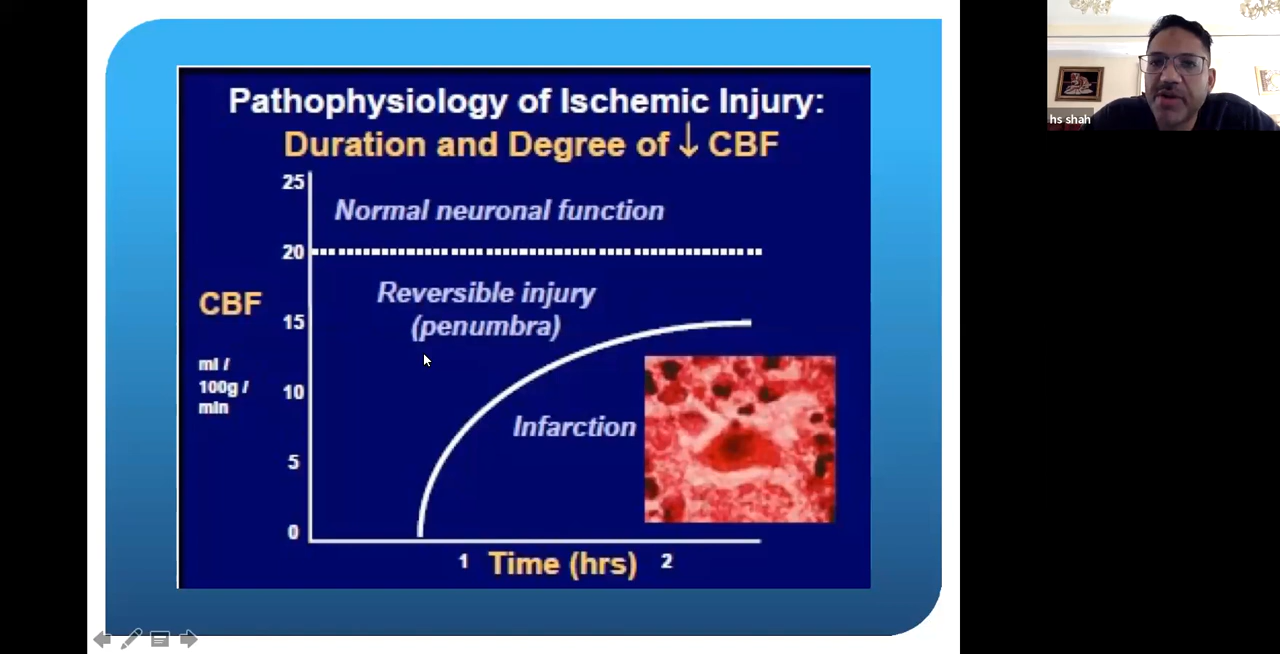 Pathophysiology of Ischemic Injury:
Duration and Degree of ↓ CBF
25
Normal neuronal function
20
Reversible injury
(penumbra)
CBF
15
ml /
100g /
min
10
Infarction
5
0
1 Time (hrs) 2
hs shah